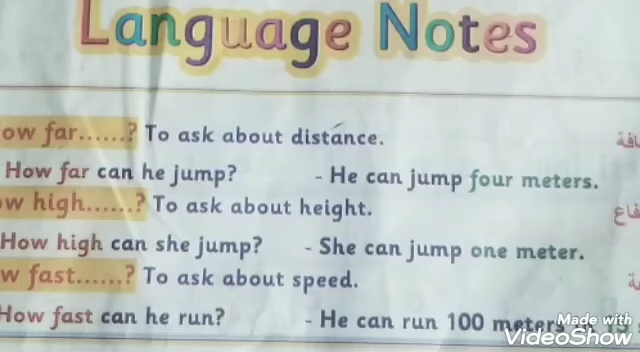 Language Notes
ow far......? To ask about distance.
How far can he jump? - He can jump four meters.
ow high......? To ask about height.
How high can she jump? - She can jump one meter.
w fast......? To ask about speed.
How fast can he run? - He can run 100 meters
Made with
VideoShow